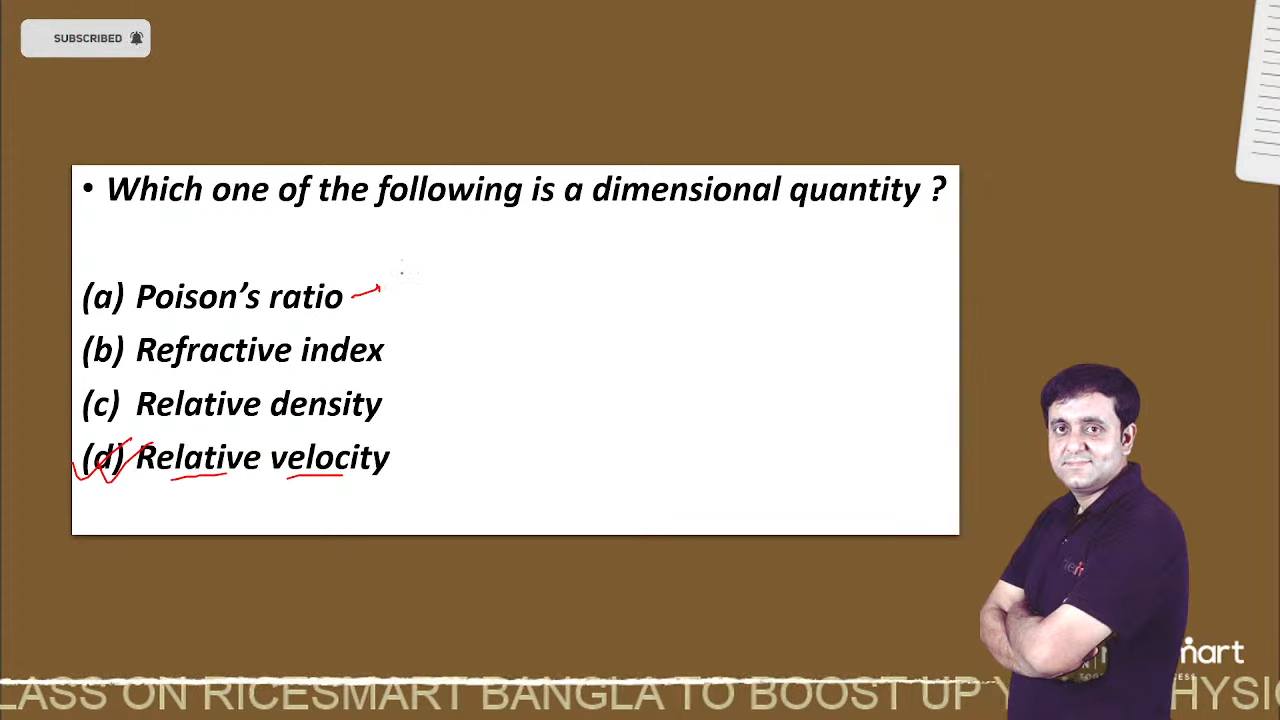 SUBSCRIBED
• Which one of the following is a dimensional quantity ?
(a) Poison's ratio
(b) Refractive index
(c) Relative density
(d) Relative velocity
mart
LASS ON RICESMART BANGLA TO BOOST UP Y HYSI